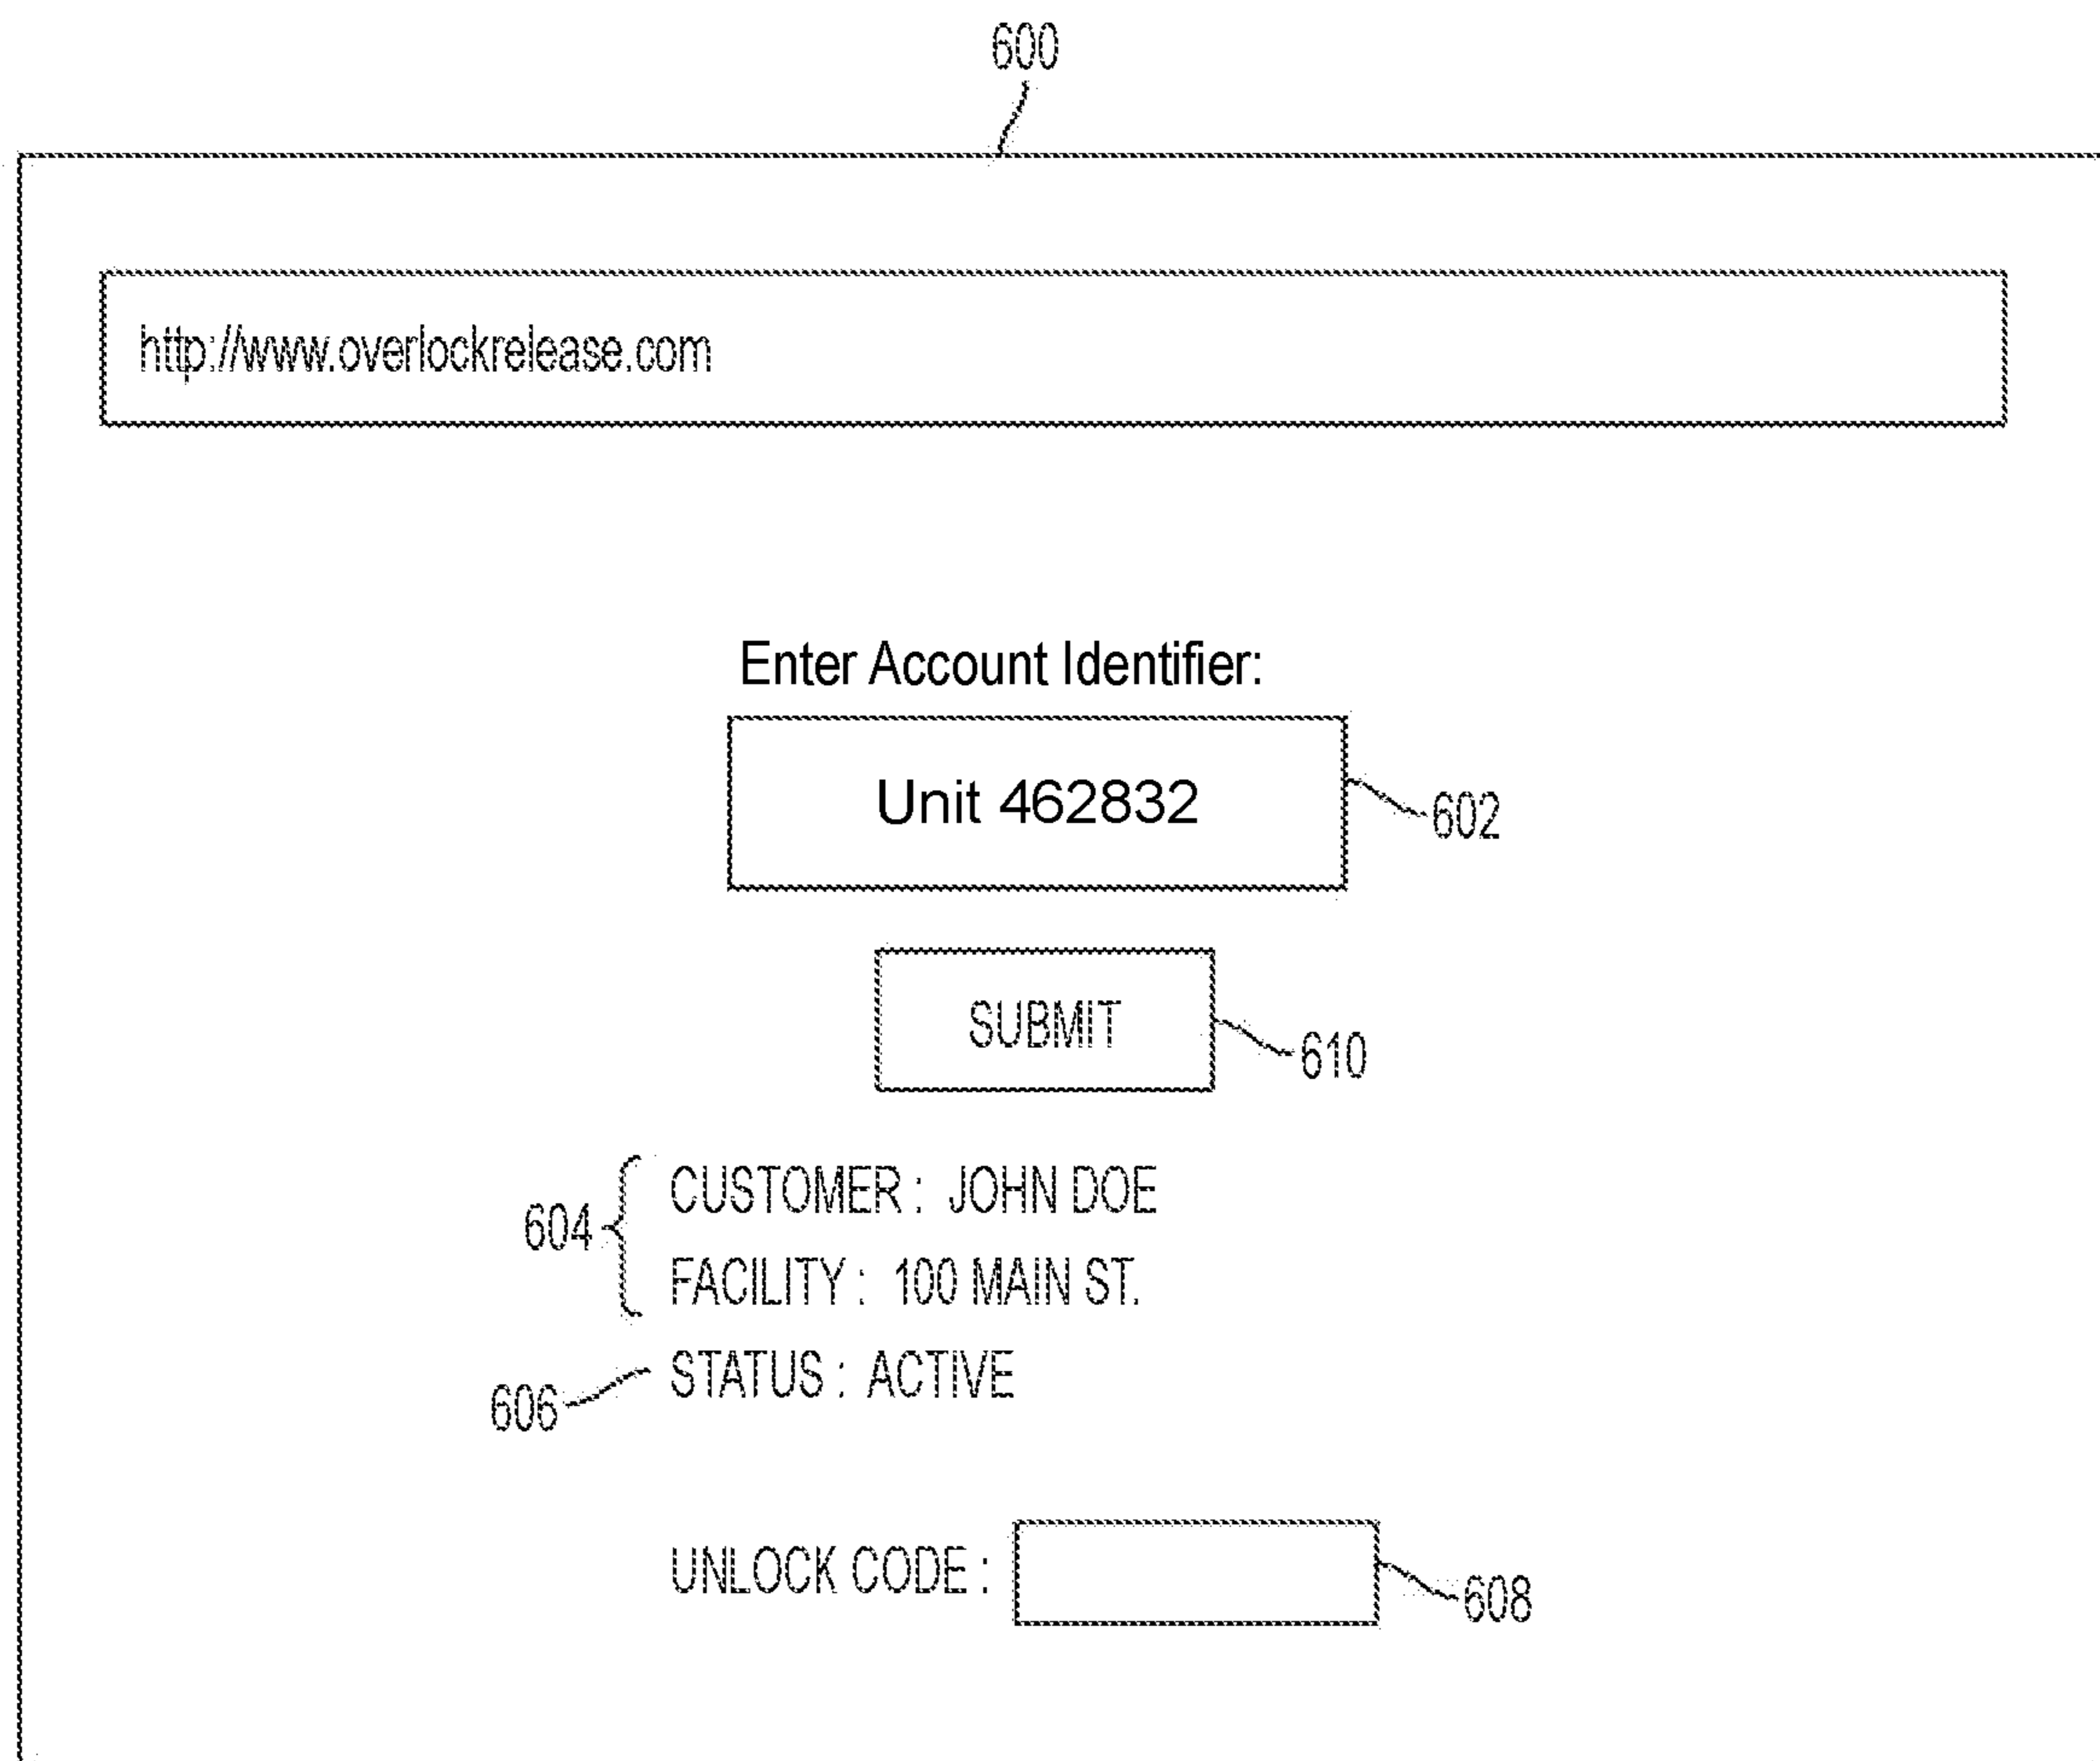 600
http://www.overlockrelease.com
Enter Account Identifier:
Unit 462832
602
SUBMIT
610
604
CUSTOMER : JOHN DOE
FACILITY : 100 MAIN ST.
606
STATUS : ACTIVE
UNLOCK CODE :
608